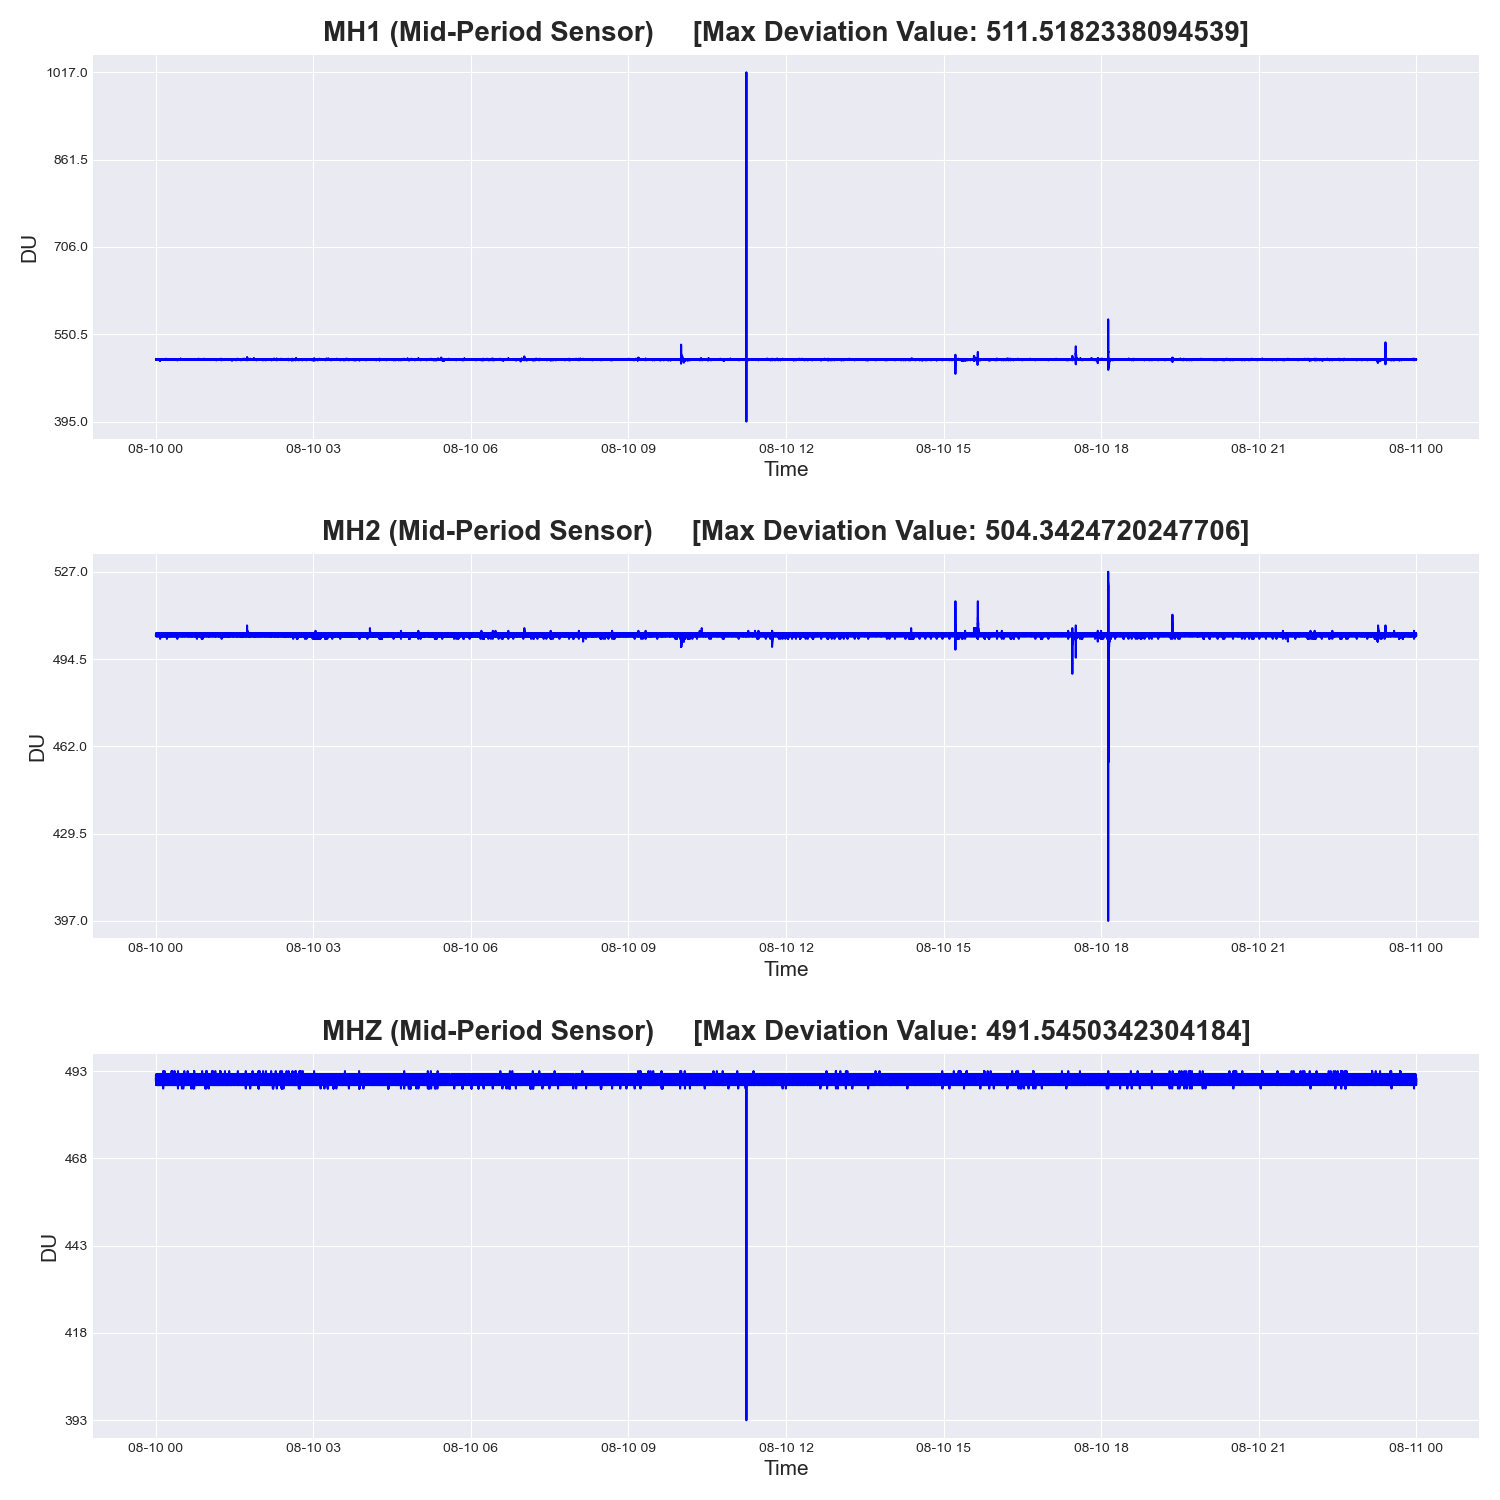 MH1 (Mid-Period Sensor) [Max Deviation Value: 511.5182338094539]
1017.0
861.5
706.0
550.5
395.0
DU
08-10 00 08-10 03 08-10 06 08-10 09 08-10 12 08-10 15 08-10 18 08-10 21 08-11 00
Time
MH2 (Mid-Period Sensor) [Max Deviation Value: 504.3424720247706]
527.0
494.5
462.0
429.5
397.0
DU
08-10 00 08-10 03 08-10 06 08-10 09 08-10 12 08-10 15 08-10 18 08-10 21 08-11 00
Time
MHZ (Mid-Period Sensor) [Max Deviation Value: 491.5450342304184]
493
468
443
418
393
DU
08-10 00 08-10 03 08-10 06 08-10 09 08-10 12 08-10 15 08-10 18 08-10 21 08-11 00
Time